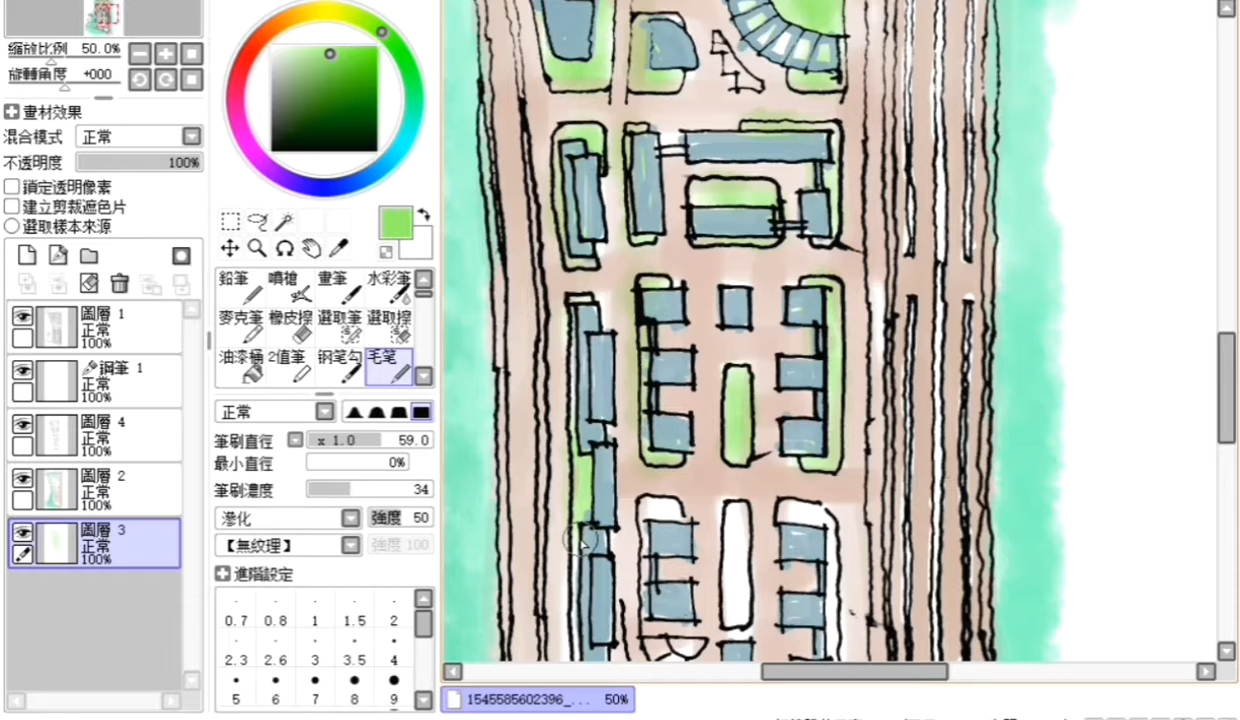 縮放比例 50.0%
旋轉角度 +000
畫材效果
混合模式 正常
不透明度 100%
鎖定透明像素
建立剪裁遮色片
選取樣本來源
圖層 1
正常
100%
鋼筆 1
正常
100%
圖層 4
正常
100%
圖層 2
正常
100%
圖層 3
正常
100%
鉛筆 噴槍 畫筆 水彩筆
麥克筆 橡皮擦 選取筆 選取擦
油漆桶 2值筆 钢笔勾 毛笔
正常
筆刷直徑 x 1.0 59.0
最小直徑 0%
筆刷濃度 34
滲化 強度 50
【無紋理】 強度 100
進階設定
0.7 0.8 1 1.5 2
2.3 2.6 3 3.5 4
5 6 7 8 9
1545585602396_... 50%